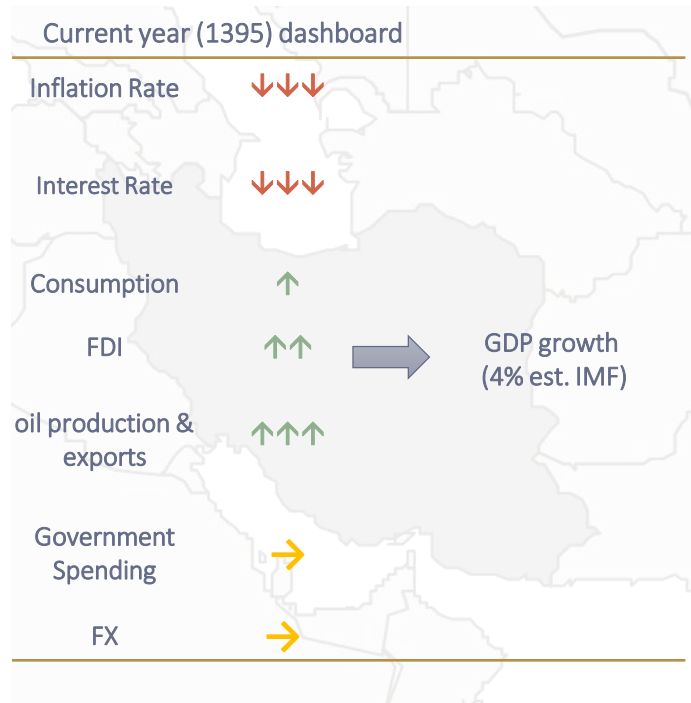 Current year (1395) dashboard
Inflation Rate ↓↓↓
Interest Rate ↓↓↓
Consumption ↑
FDI ↑↑
GDP growth
(4% est. IMF)
oil production &
exports ↑↑↑
Government
Spending →
FX →